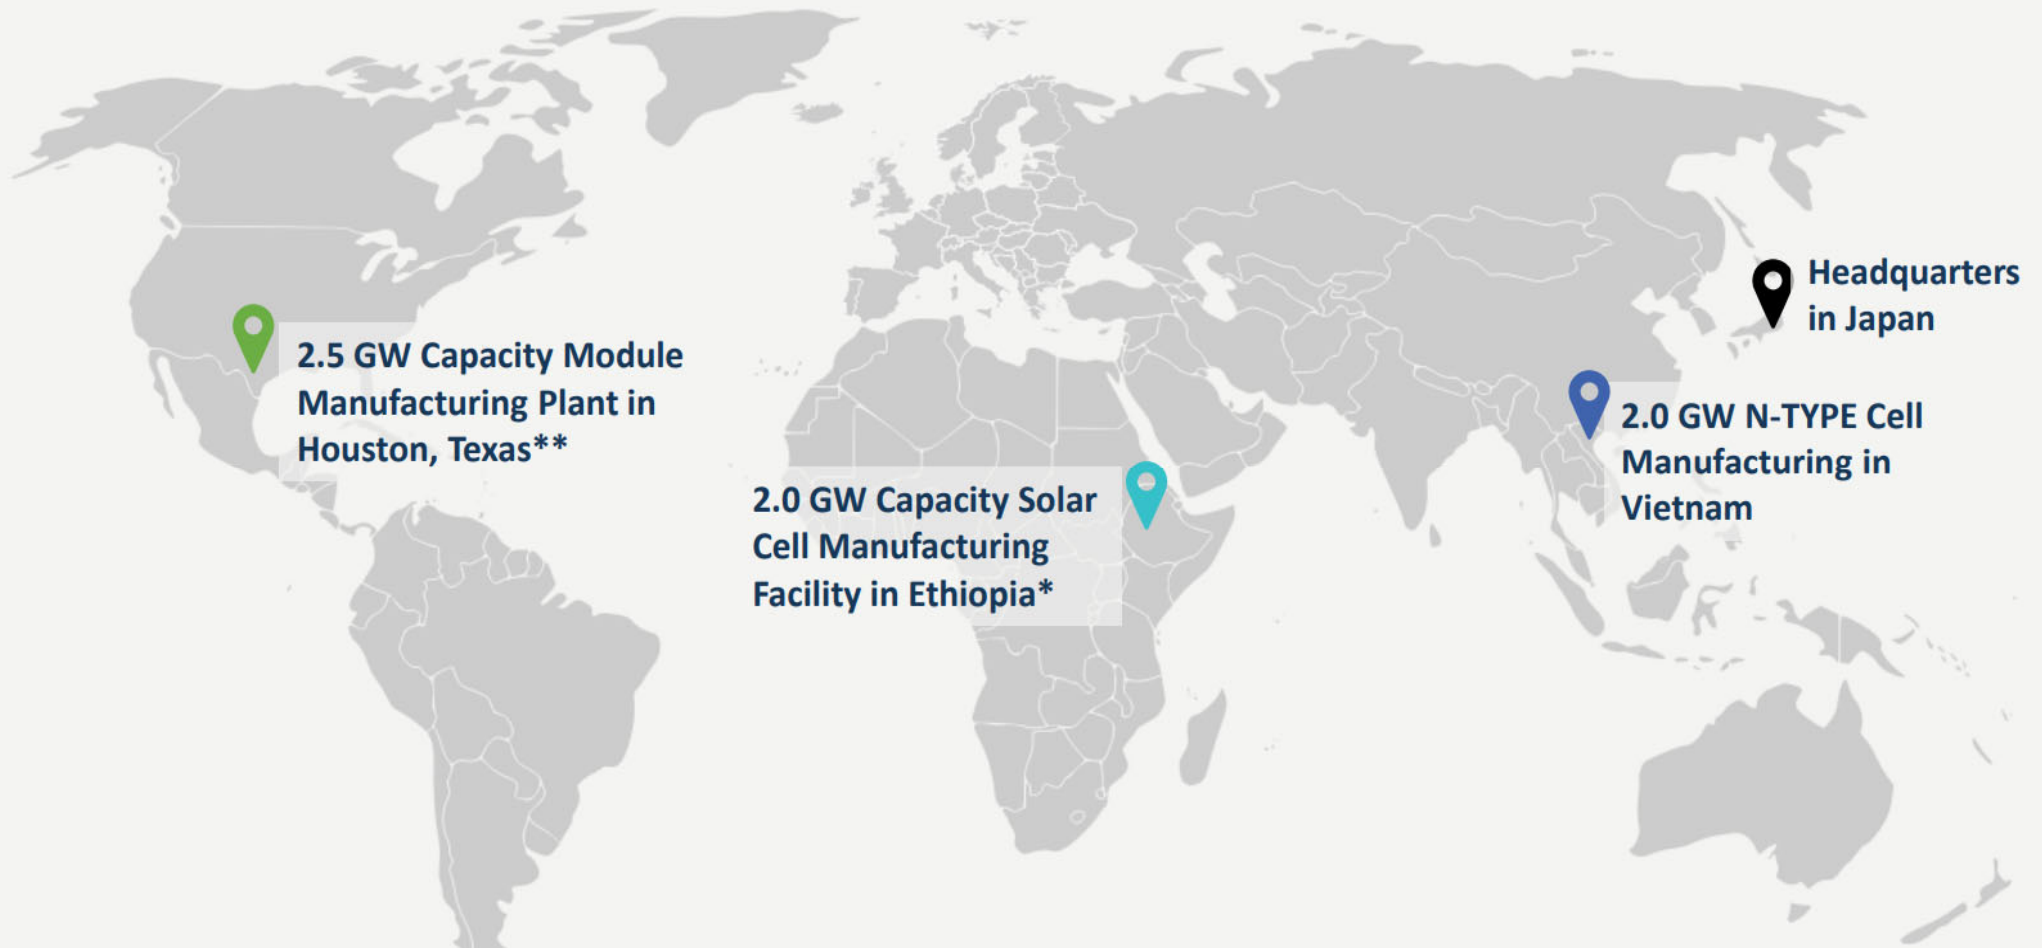 Headquarters
in Japan
2.5 GW Capacity Module
Manufacturing Plant in
Houston, Texas**
2.0 GW N-TYPE Cell
Manufacturing in
Vietnam
2.0 GW Capacity Solar
Cell Manufacturing
Facility in Ethiopia*